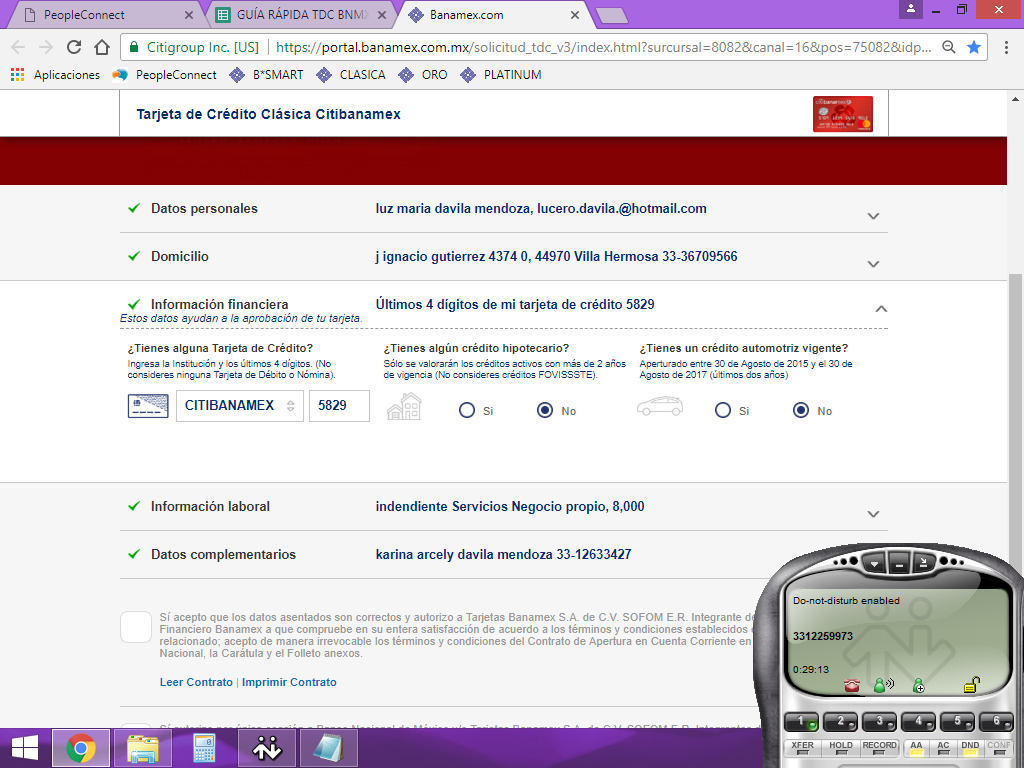 PeopleConnect
GUÍA RÁPIDA TDC BNMX
Banamex.com
Citigroup Inc. [US]
https://portal.banamex.com.mx/solicitud_tdc_v3/index.html?surcursal=8082&canal=16&pos=75082&idp...
Aplicaciones
PeopleConnect
B*SMART
CLASICA
ORO
PLATINUM
Tarjeta de Crédito Clásica Citibanamex
Datos personales
luz maria davila mendoza, lucero.davila.@hotmail.com
Domicilio
j ignacio gutierrez 4374 0, 44970 Villa Hermosa 33-36709566
Información financiera
Últimos 4 dígitos de mi tarjeta de crédito 5829
Estos datos ayudan a la aprobación de tu tarjeta.
¿Tienes alguna Tarjeta de Crédito?
Ingresa la Institución y los últimos 4 dígitos. (No
consideres ninguna Tarjeta de Débito o Nómina).
CITIBANAMEX
5829
¿Tienes algún crédito hipotecario?
Sólo se valorarán los créditos activos con más de 2 años
de vigencia (No consideres créditos FOVISSSTE).
Si
No
¿Tienes un crédito automotriz vigente?
Aperturado entre 30 de Agosto de 2015 y el 30 de
Agosto de 2017 (últimos dos años)
Si
No
Información laboral
indendiente Servicios Negocio propio, 8,000
Datos complementarios
karina arcely davila mendoza 33-12633427
Sí acepto que los datos asentados son correctos y autorizo a Tarjetas Banamex S.A. de C.V. SOFOM E.R. Integrante de
Financiero Banamex a que compruebe en su entera satisfacción de acuerdo a los términos y condiciones establecidos
relacionado; acepto de manera irrevocable los términos y condiciones del Contrato de Apertura en Cuenta Corriente en
Nacional, la Carátula y el Folleto anexos.
Leer Contrato | Imprimir Contrato
Do-not-disturb enabled
3312259973
0:29:13
1
2
3
4
5
6
XFER
HOLD
RECORD
AA
AC
DND
CONF